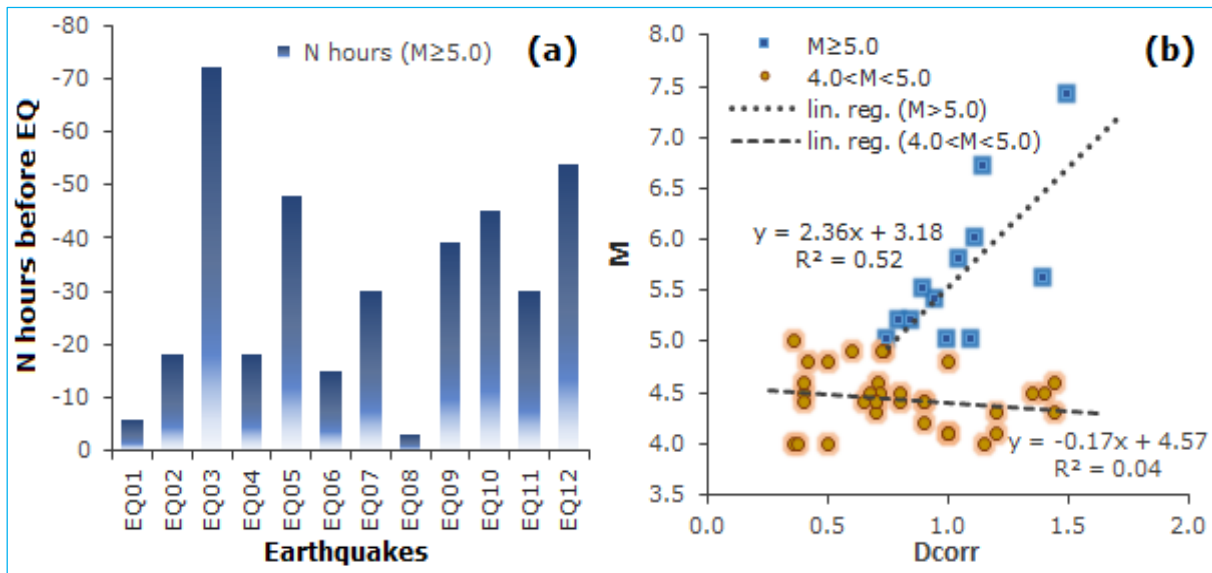 -80
-70
-60
-50
-40
-30
-20
-10
0
N hours before EQ
N hours (M≥5.0)
(a)
EQ01
EQ02
EQ03
EQ04
EQ05
EQ06
EQ07
EQ08
EQ09
EQ10
EQ11
EQ12
Earthquakes
8.0
7.5
7.0
6.5
6.0
5.5
5.0
4.5
4.0
3.5
M
M≥5.0
4.0<M<5.0
lin. reg. (M>5.0)
lin. reg. (4.0<M<5.0)
(b)
y = 2.36x + 3.18
R² = 0.52
y = -0.17x + 4.57
R² = 0.04
0.0
0.5
1.0
1.5
2.0
Dcorr